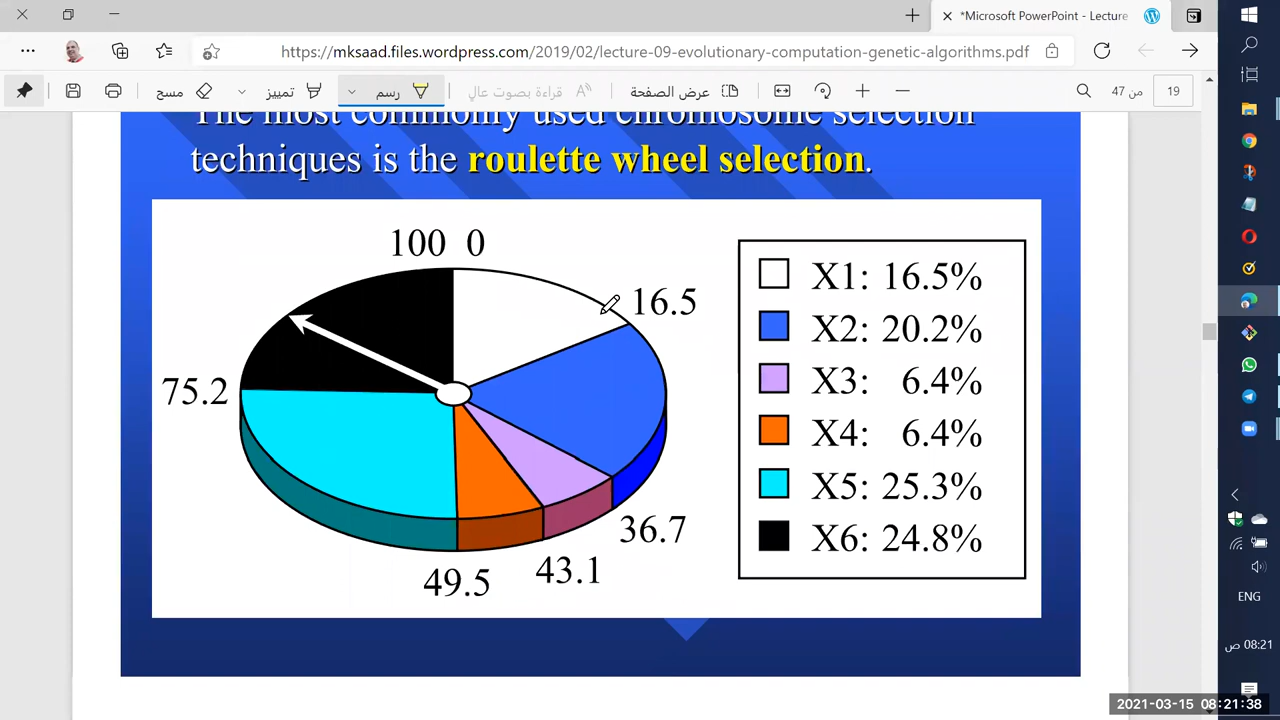 *Microsoft PowerPoint - Lecture
https://mksaad.files.wordpress.com/2019/02/lecture-09-evolutionary-computation-genetic-algorithms.pdf
مسح
تمييز
رسم
قراءة بصوت عالٍ
عرض الصفحة
من 47
19
The most commonly used chromosome selection
techniques is the roulette wheel selection.
100 0
16.5
75.2
36.7
43.1
49.5
X1: 16.5%
X2: 20.2%
X3: 6.4%
X4: 6.4%
X5: 25.3%
X6: 24.8%
ENG
08:21 ص
2021-03-15 08:21:38